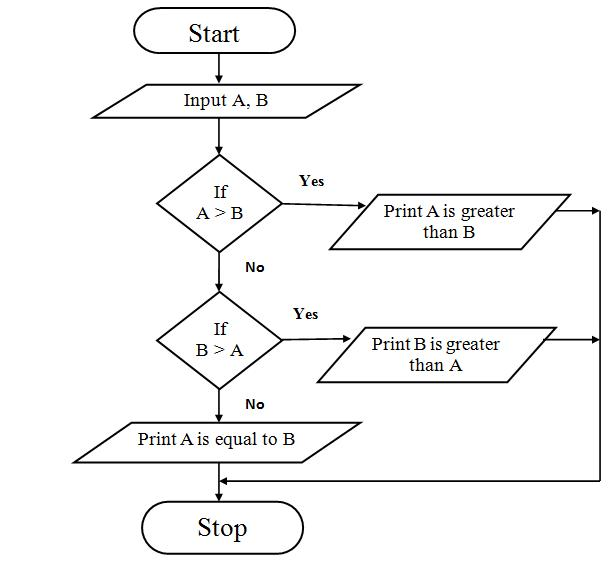 Start
Input A, B
If
A > B
Yes
Print A is greater
than B
No
If
B > A
Yes
Print B is greater
than A
No
Print A is equal to B
Stop